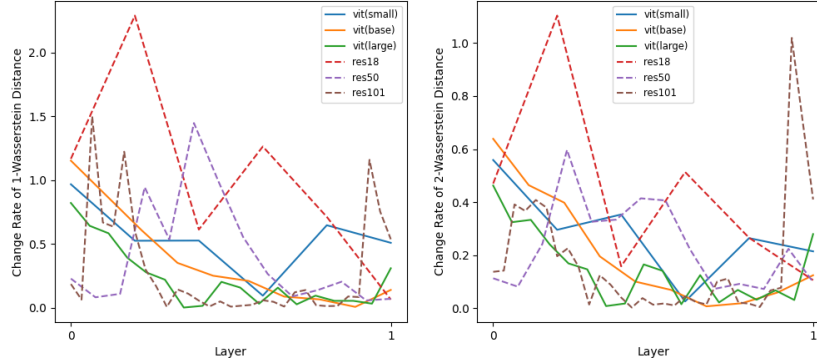 Change Rate of 1-Wasserstein Distance
2.0
1.5
1.0
0.5
0.0
0
1
Layer
vit(small)
vit(base)
vit(large)
res18
res50
res101
Change Rate of 2-Wasserstein Distance
1.0
0.8
0.6
0.4
0.2
0.0
0
1
Layer
vit(small)
vit(base)
vit(large)
res18
res50
res101